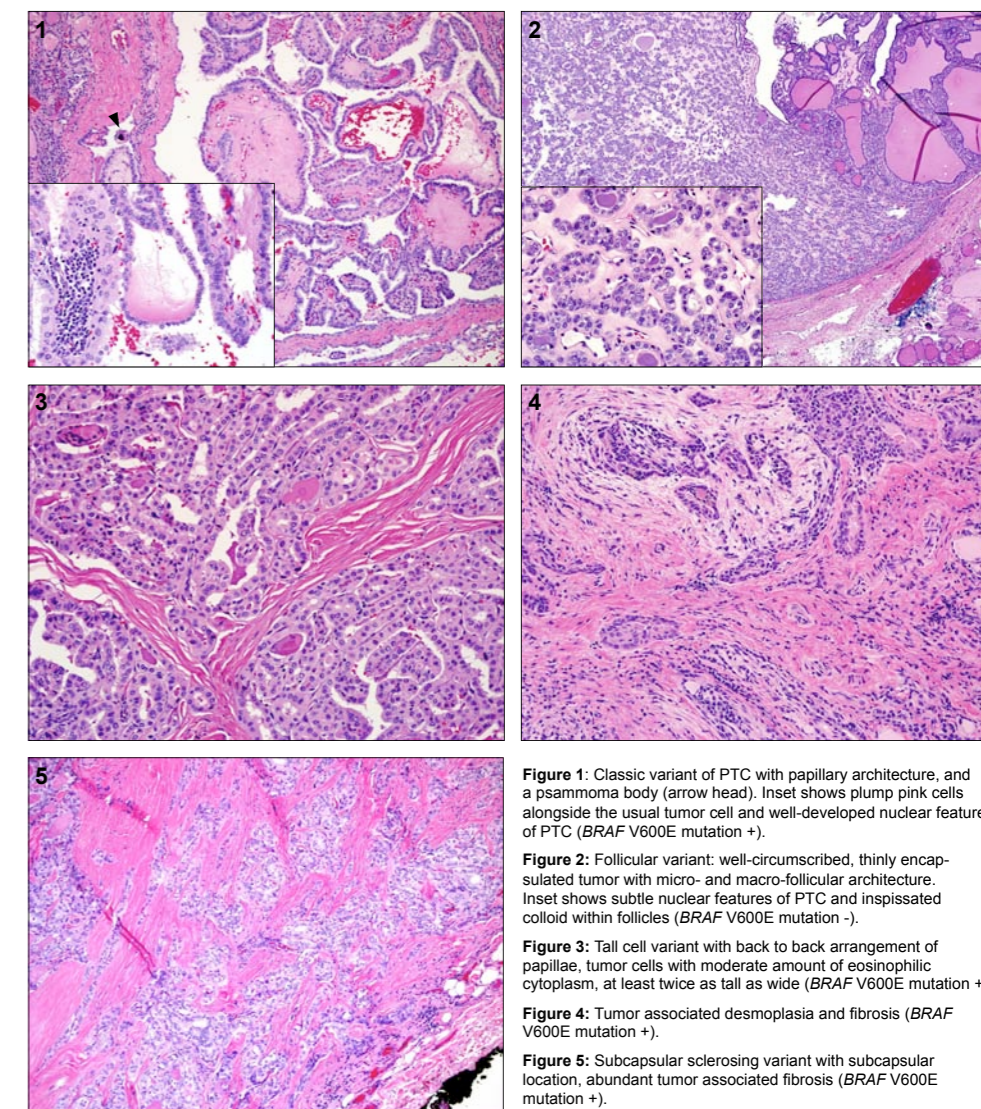 1
2
3
4
5
Figure 1: Classic variant of PTC with papillary architecture, and
a psammoma body (arrow head). Inset shows plump pink cells
alongside the usual tumor cell and well-developed nuclear feature
of PTC (BRAF V600E mutation +).
Figure 2: Follicular variant: well-circumscribed, thinly encap-
sulated tumor with micro- and macro-follicular architecture.
Inset shows subtle nuclear features of PTC and inspissated
colloid within follicles (BRAF V600E mutation -).
Figure 3: Tall cell variant with back to back arrangement of
papillae, tumor cells with moderate amount of eosinophilic
cytoplasm, at least twice as tall as wide (BRAF V600E mutation +
Figure 4: Tumor associated desmoplasia and fibrosis (BRAF
V600E mutation +).
Figure 5: Subcapsular sclerosing variant with subcapsular
location, abundant tumor associated fibrosis (BRAF V600E
mutation +).